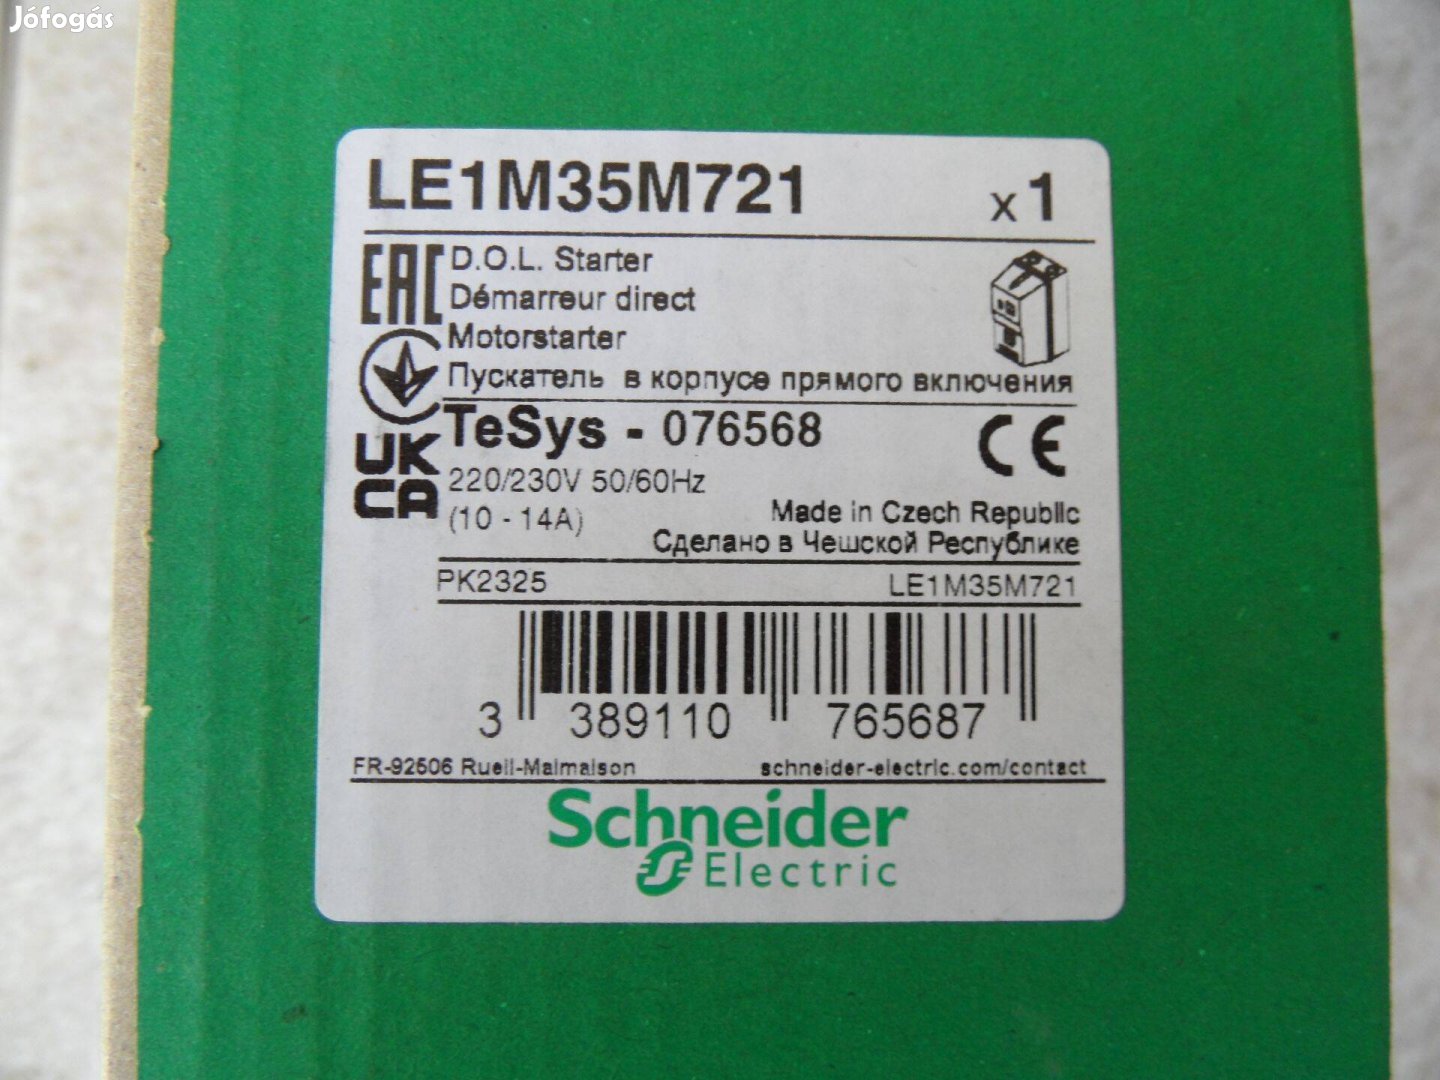 Jófogás
LE1M35M721 x 1
EAC
D.O.L. Starter
Démarreur direct
Motorstarter
Пускатель в корпусе прямого включения
TeSys - 076568
CE
UK
CA
220/230V 50/60Hz
(10 - 14A)
Made in Czech Republic
Сделано в Чешской Республике
PK2325 LE1M35M721
3 389110 765687
FR-92506 Rueil-Malmaison schneider-electric.com/contact
Schneider
Electric